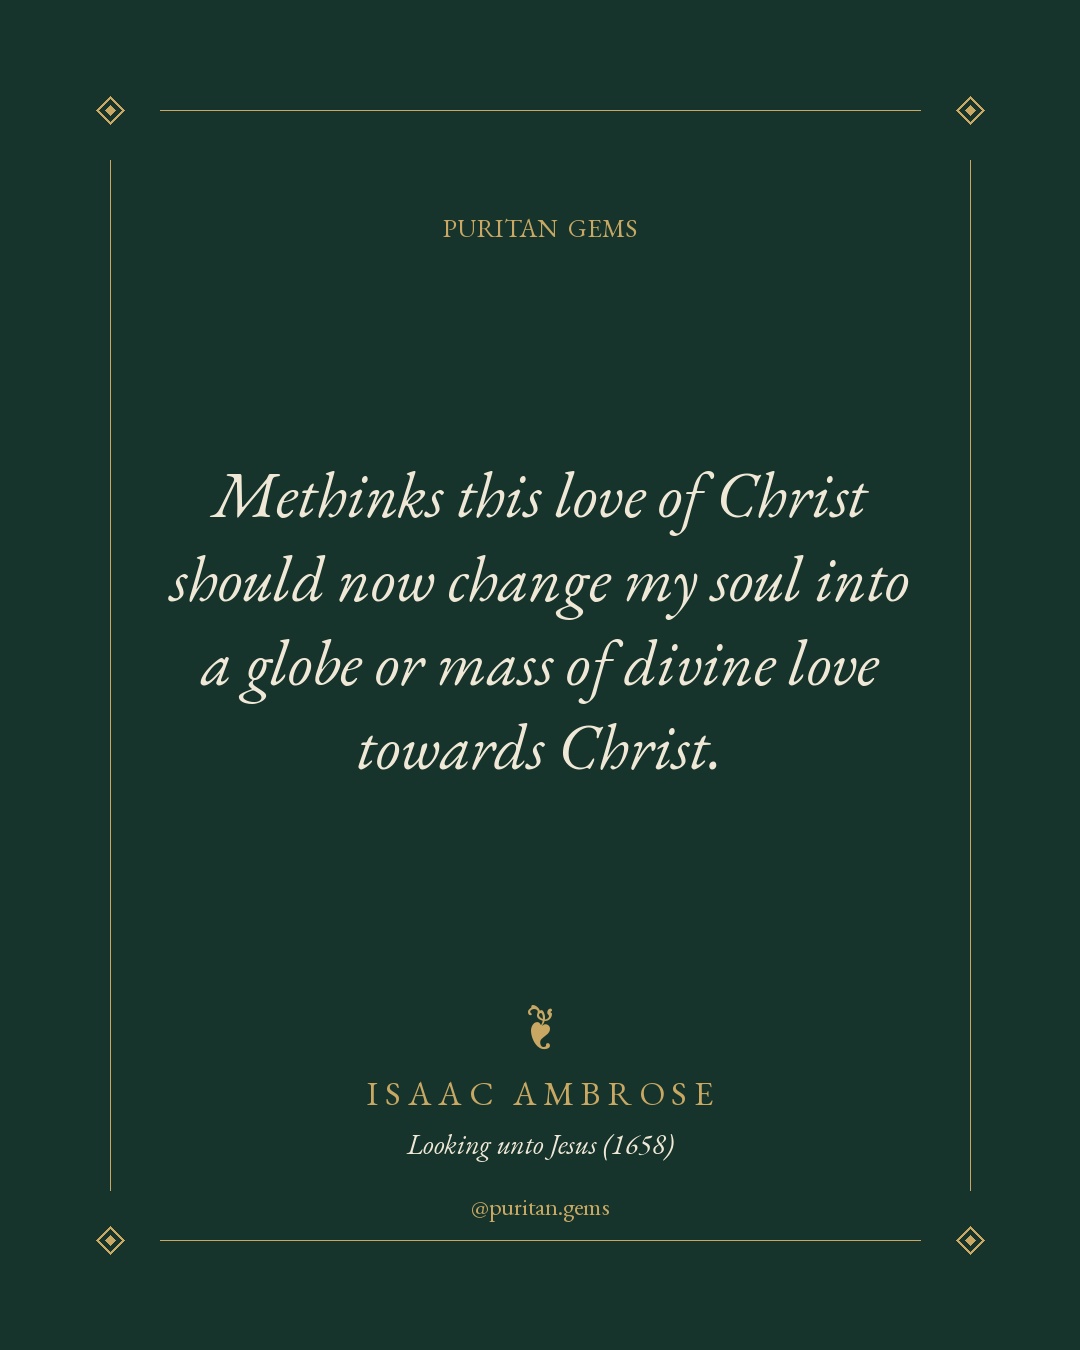 PURITAN GEMS
Methinks this love of Christ
should now change my soul into
a globe or mass of divine love
towards Christ.
ISAAC AMBROSE
Looking unto Jesus (1658)
@puritan.gems